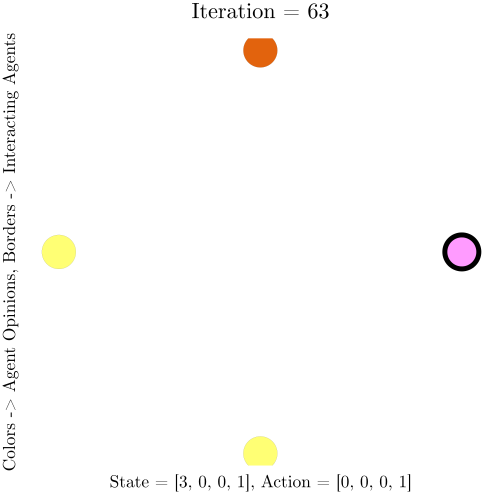 Iteration = 63
Colors -> Agent Opinions, Borders -> Interacting Agents
State = [3, 0, 0, 1], Action = [0, 0, 0, 1]